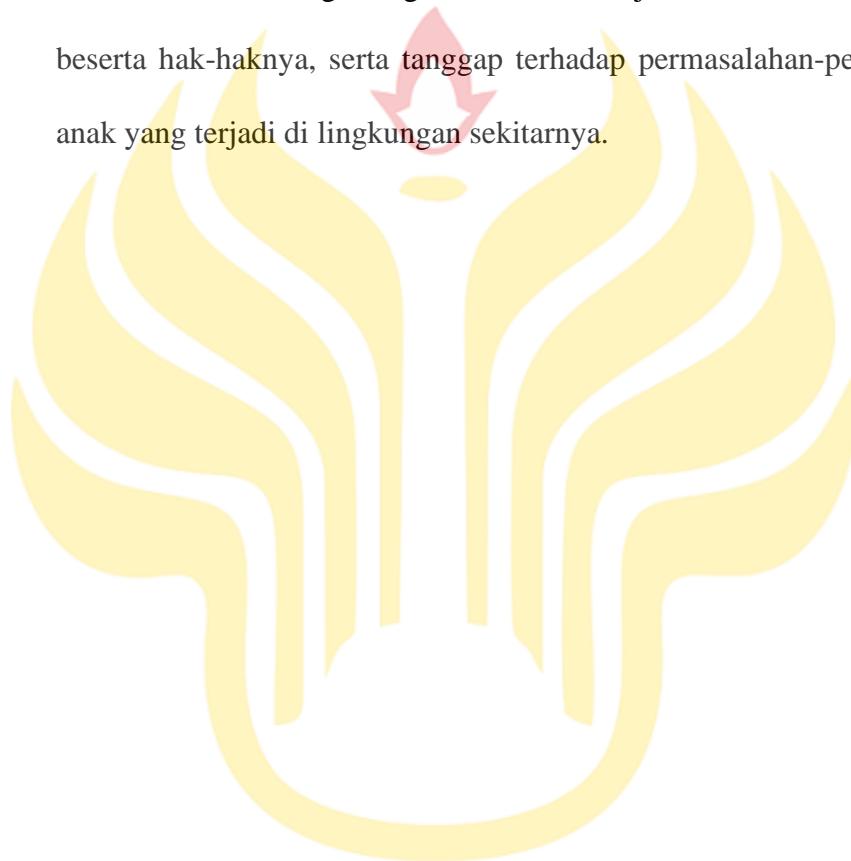 beserta hak-haknya, serta tanggap terhadap permasalahan-pe
anak yang terjadi di lingkungan sekitarnya.